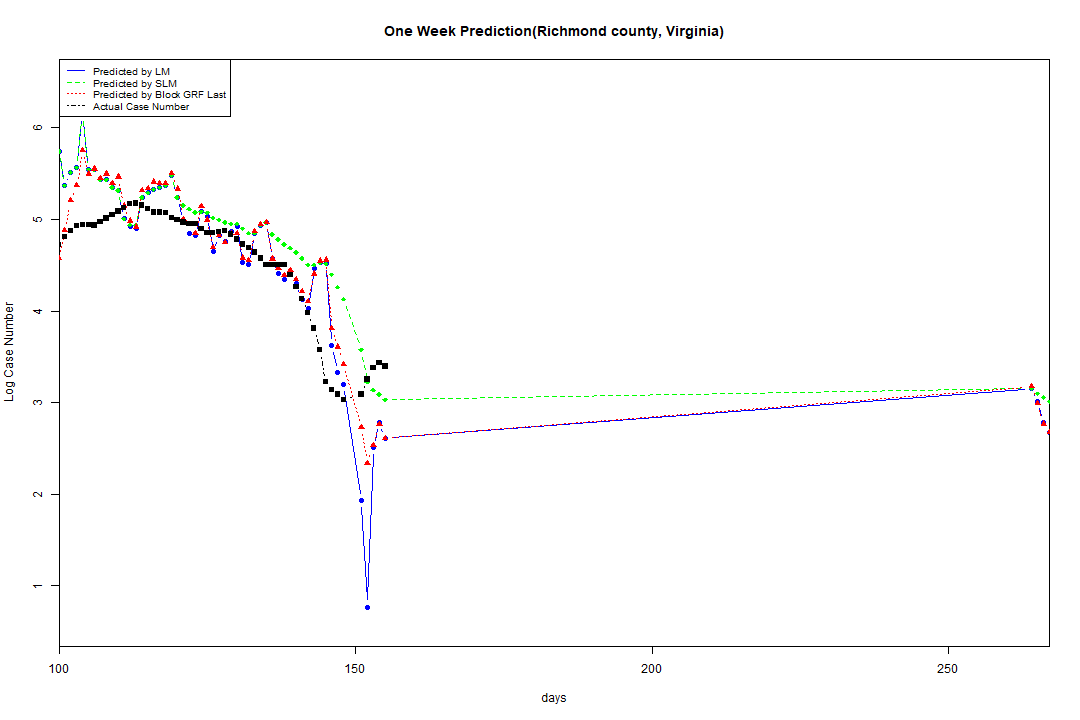 One Week Prediction(Richmond county, Virginia)
Predicted by LM
Predicted by SLM
Predicted by Block GRF Last
Actual Case Number
6
5
4
3
2
1
Log Case Number
100
150
200
250
days